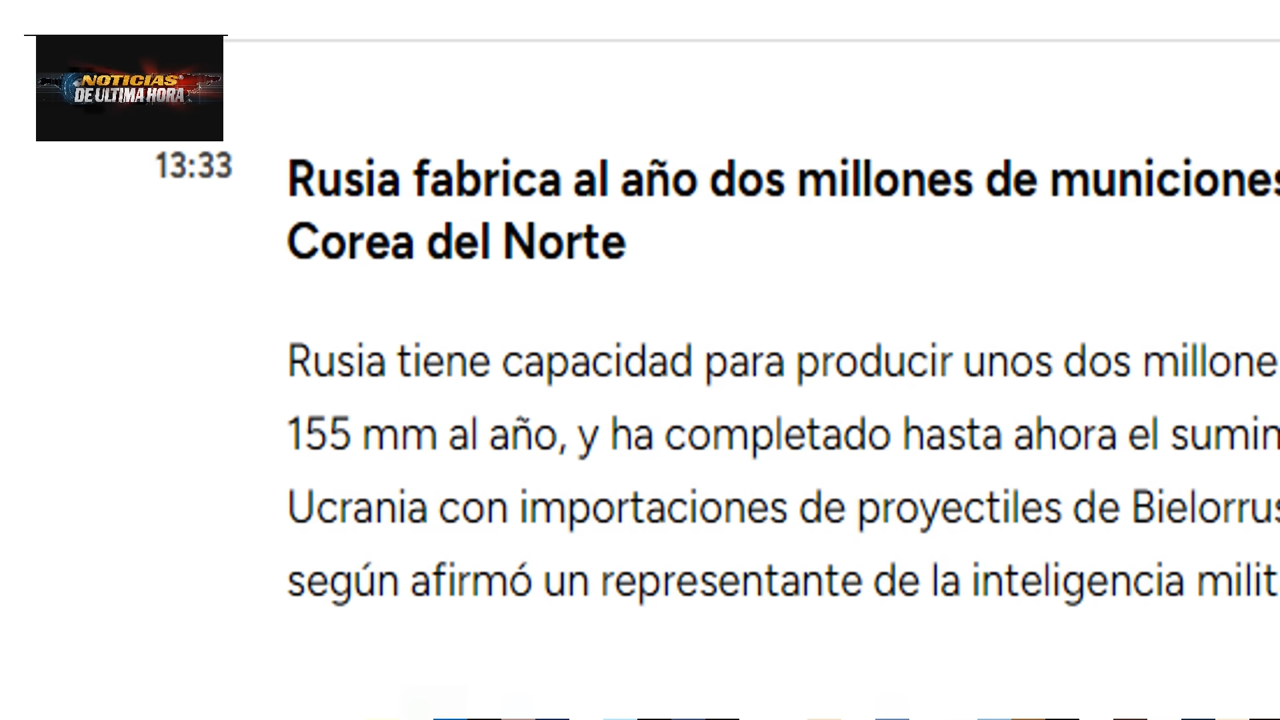 NOTICIAS
DE ULTIMA HORA
13:33
Rusia fabrica al año dos millones de municiones
Corea del Norte
Rusia tiene capacidad para producir unos dos millone
155 mm al año, y ha completado hasta ahora el sumin
Ucrania con importaciones de proyectiles de Bielorrus
según afirmó un representante de la inteligencia milit